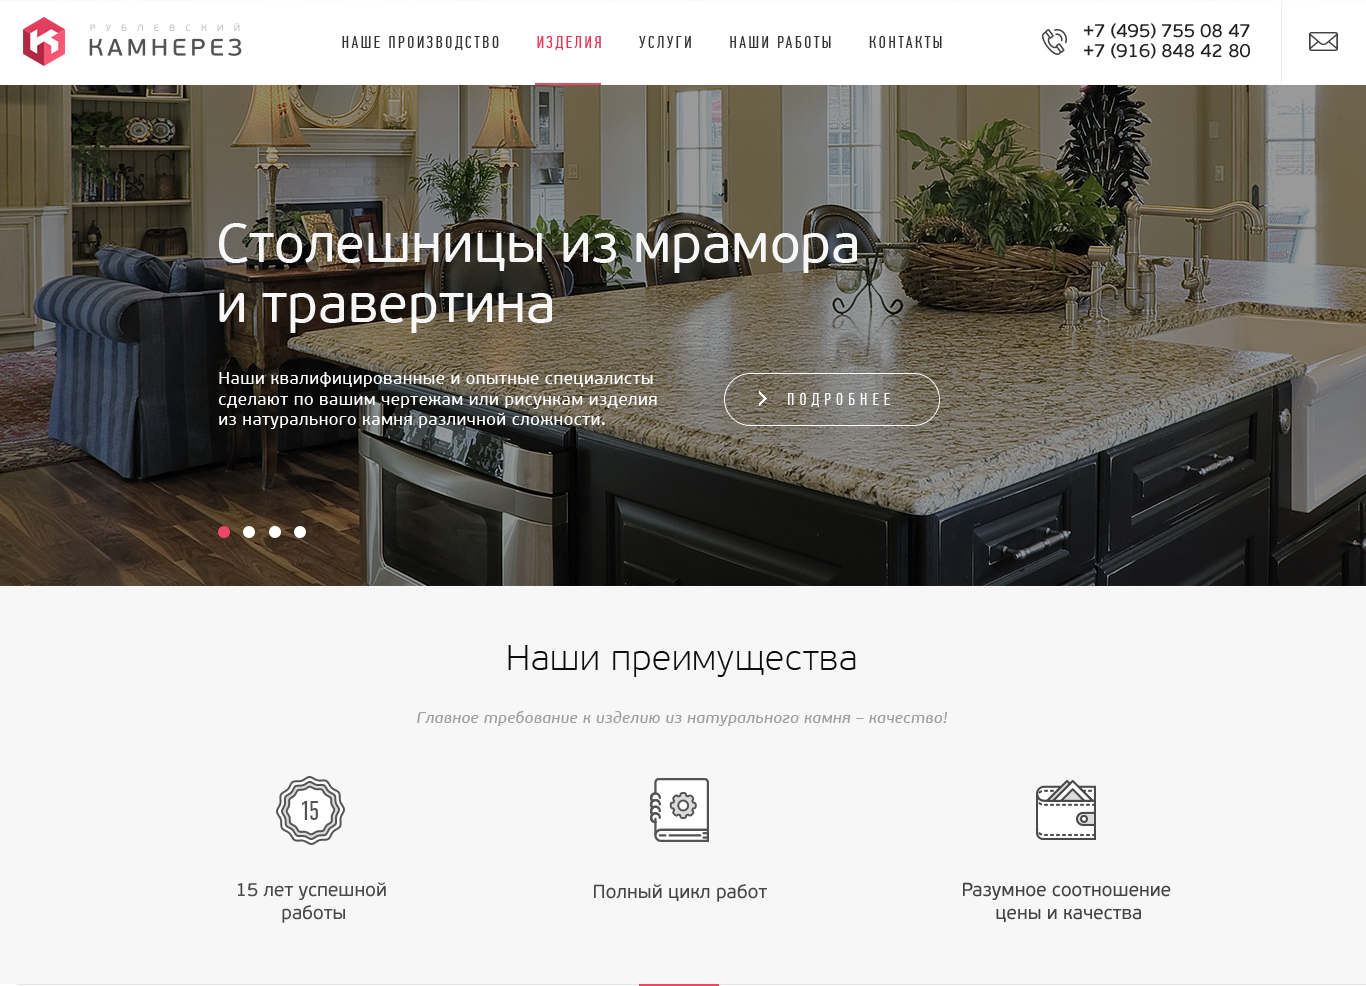 РУБЛЕВСКИЙ
КАМНЕРЕЗ
НАШЕ ПРОИЗВОДСТВО
ИЗДЕЛИЯ
УСЛУГИ
НАШИ РАБОТЫ
КОНТАКТЫ
+7 (495) 755 08 47
+7 (916) 848 42 80
Столешницы из мрамора
и травертина
Наши квалифицированные и опытные специалисты
сделают по вашим чертежам или рисункам изделия
из натурального камня различной сложности.
ПОДРОБНЕЕ
Наши преимущества
Главное требование к изделию из натурального камня – качество!
15
15 лет успешной
работы
Полный цикл работ
Разумное соотношение
цены и качества